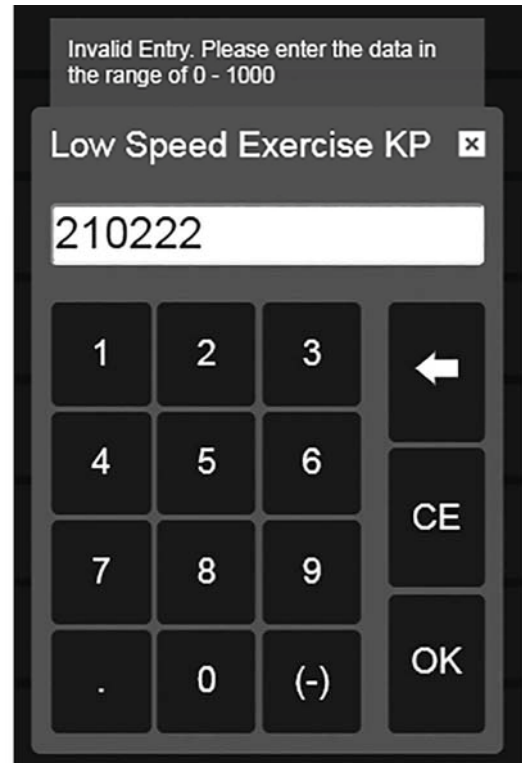 Invalid Entry. Please enter the data in
the range of 0 - 1000
Low Speed Exercise KP
210222
1 2 3
4 5 6
CE
7 8 9
OK
. 0 (-)